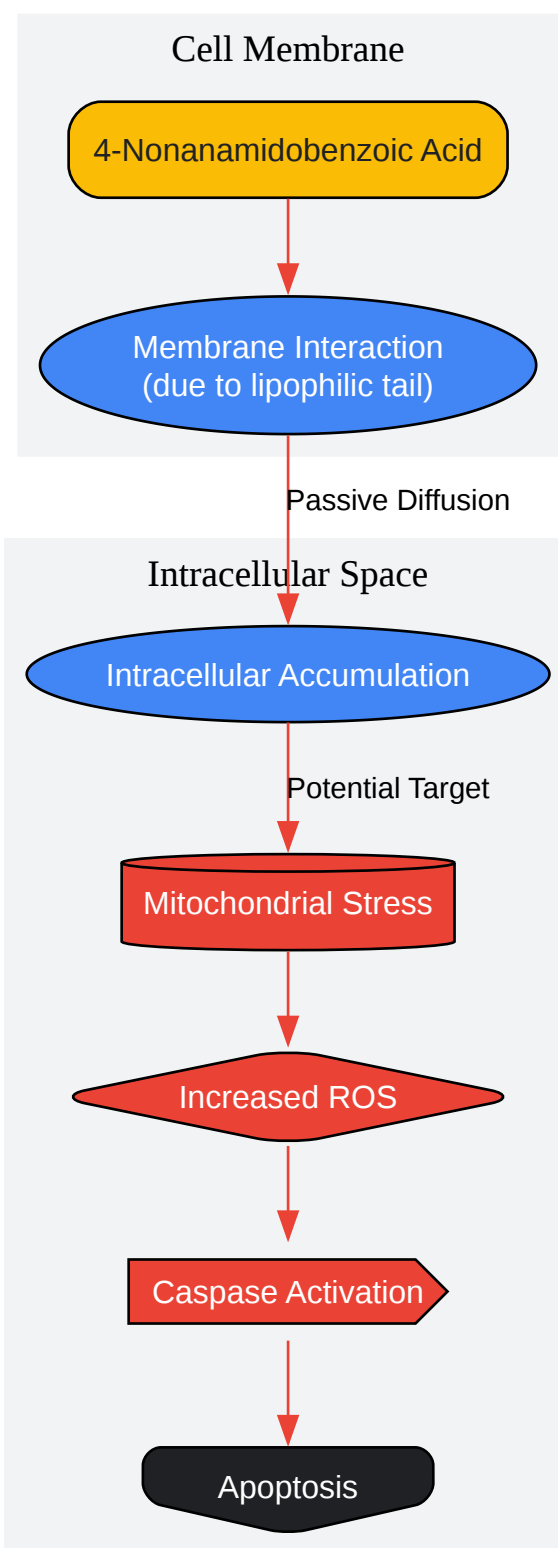 Cell Membrane
4-Nonanamidobenzoic Acid
Membrane Interaction
(due to lipophilic tail)
Passive Diffusion
Intracellular Space
Intracellular Accumulation
Potential Target
Mitochondrial Stress
Increased ROS
Caspase Activation
Apoptosis